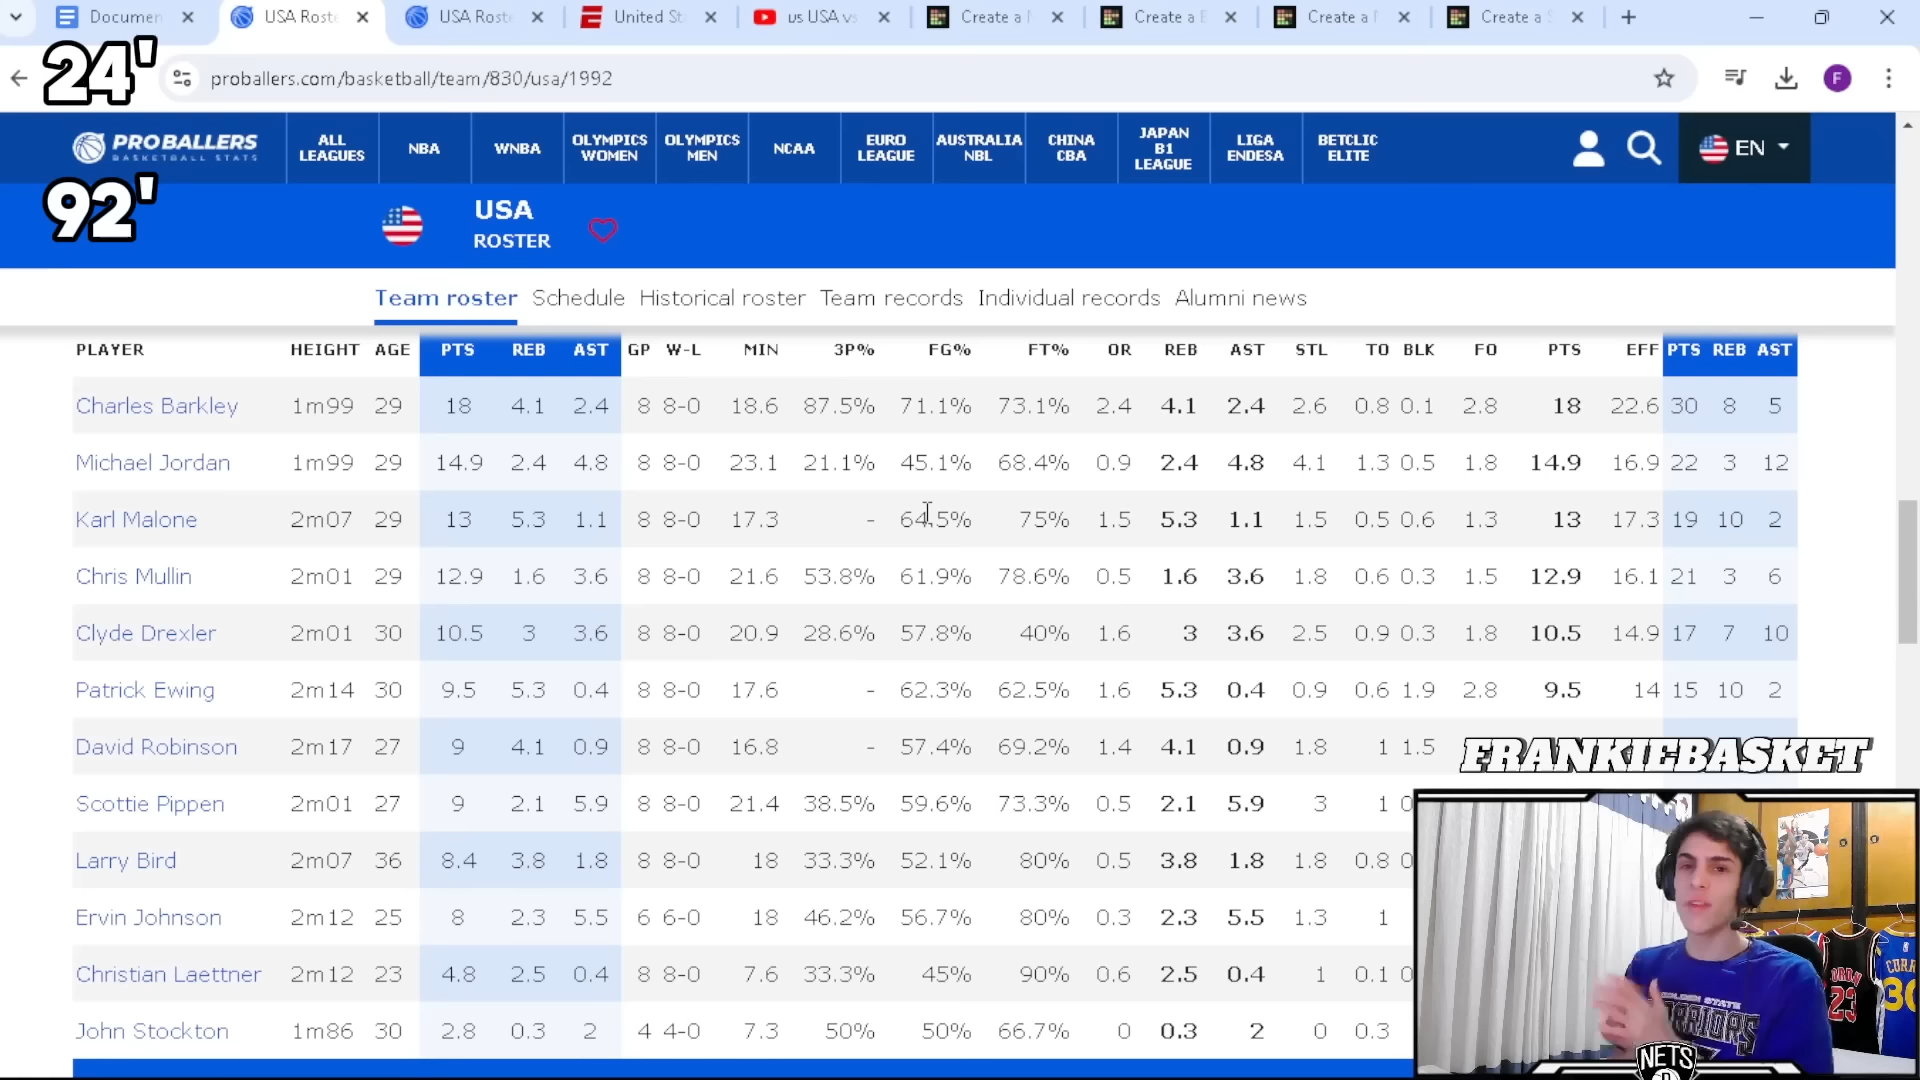 Documen
USA Roste
USA Rost
United St
us USA vs
Create a
Create a
Create a
Create a
24'
proballers.com/basketball/team/830/usa/1992
F
PROBALLERS
BASKETBALL STATS
ALL LEAGUES
NBA
WNBA
OLYMPICS WOMEN
OLYMPICS MEN
NCAA
EURO LEAGUE
AUSTRALIA NBL
CHINA CBA
JAPAN B1 LEAGUE
LIGA ENDESA
BETCLIC ELITE
EN
92'
USA
ROSTER
Team roster Schedule Historical roster Team records Individual records Alumni news
PLAYER HEIGHT AGE PTS REB AST GP W-L MIN 3P% FG% FT% OR REB AST STL TO BLK FO PTS EFF PTS REB AST
Charles Barkley 1m99 29 18 4.1 2.4 8 8-0 18.6 87.5% 71.1% 73.1% 2.4 4.1 2.4 2.6 0.8 0.1 2.8 18 22.6 30 8 5
Michael Jordan 1m99 29 14.9 2.4 4.8 8 8-0 23.1 21.1% 45.1% 68.4% 0.9 2.4 4.8 4.1 1.3 0.5 1.8 14.9 16.9 22 3 12
Karl Malone 2m07 29 13 5.3 1.1 8 8-0 17.3 - 64.5% 75% 1.5 5.3 1.1 1.5 0.5 0.6 1.3 13 17.3 19 10 2
Chris Mullin 2m01 29 12.9 1.6 3.6 8 8-0 21.6 53.8% 61.9% 78.6% 0.5 1.6 3.6 1.8 0.6 0.3 1.5 12.9 16.1 21 3 6
Clyde Drexler 2m01 30 10.5 3 3.6 8 8-0 20.9 28.6% 57.8% 40% 1.6 3 3.6 2.5 0.9 0.3 1.8 10.5 14.9 17 7 10
Patrick Ewing 2m14 30 9.5 5.3 0.4 8 8-0 17.6 - 62.3% 62.5% 1.6 5.3 0.4 0.9 0.6 1.9 2.8 9.5 14 15 10 2
David Robinson 2m17 27 9 4.1 0.9 8 8-0 16.8 - 57.4% 69.2% 1.4 4.1 0.9 1.8 1 1.5
FRANKIEBASKET
Scottie Pippen 2m01 27 9 2.1 5.9 8 8-0 21.4 38.5% 59.6% 73.3% 0.5 2.1 5.9 3 1 0
Larry Bird 2m07 36 8.4 3.8 1.8 8 8-0 18 33.3% 52.1% 80% 0.5 3.8 1.8 1.8 0.8 0
Ervin Johnson 2m12 25 8 2.3 5.5 6 6-0 18 46.2% 56.7% 80% 0.3 2.3 5.5 1.3 1
Christian Laettner 2m12 23 4.8 2.5 0.4 8 8-0 7.6 33.3% 45% 90% 0.6 2.5 0.4 1 0.1 0
John Stockton 1m86 30 2.8 0.3 2 4 4-0 7.3 50% 50% 66.7% 0 0.3 2 0 0.3
GOLDEN STATE
WARRIORS
23
CURR
30
NETS